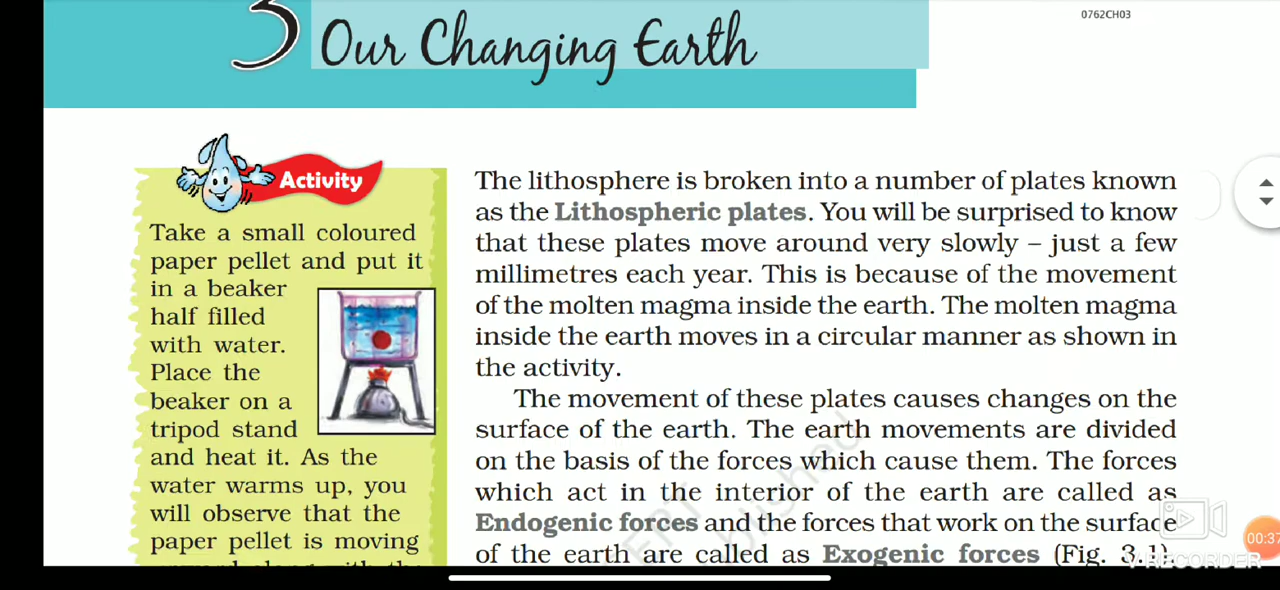 3
Our Changing Earth
0762CH03
Activity
Take a small coloured
paper pellet and put it
in a beaker
half filled
with water.
Place the
beaker on a
tripod stand
and heat it. As the
water warms up, you
will observe that the
paper pellet is moving
The lithosphere is broken into a number of plates known
as the Lithospheric plates. You will be surprised to know
that these plates move around very slowly – just a few
millimetres each year. This is because of the movement
of the molten magma inside the earth. The molten magma
inside the earth moves in a circular manner as shown in
the activity.
The movement of these plates causes changes on the
surface of the earth. The earth movements are divided
on the basis of the forces which cause them. The forces
which act in the interior of the earth are called as
Endogenic forces and the forces that work on the surface
of the earth are called as Exogenic forces (Fig. 3.1).
V RECORDER
00:37